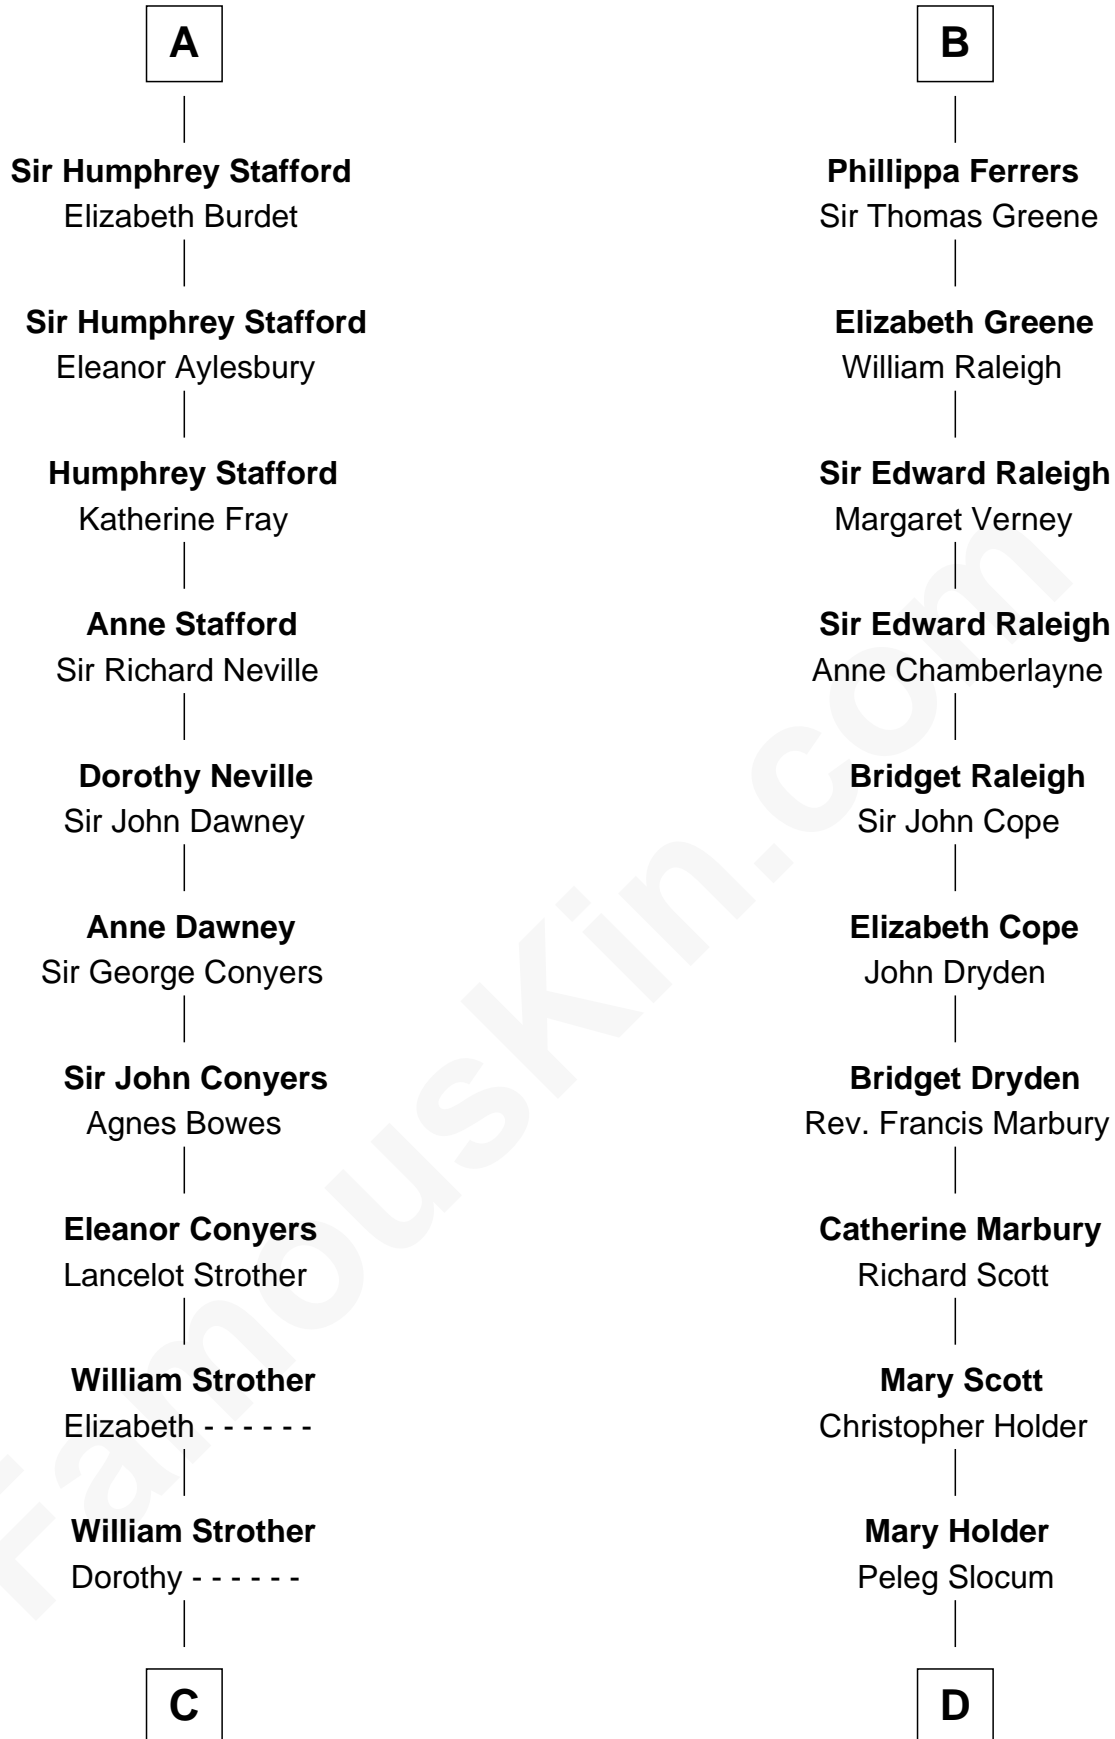 A
Sir Humphrey Stafford
Elizabeth Burdet
Sir Humphrey Stafford
Eleanor Aylesbury
Humphrey Stafford
Katherine Fray
Anne Stafford
Sir Richard Neville
Dorothy Neville
Sir John Dawney
Anne Dawney
Sir George Conyers
Sir John Conyers
Agnes Bowes
Eleanor Conyers
Lancelot Strother
William Strother
Elizabeth - - - - - -
William Strother
Dorothy - - - - - -
C
B
Phillippa Ferrers
Sir Thomas Greene
Elizabeth Greene
William Raleigh
Sir Edward Raleigh
Margaret Verney
Sir Edward Raleigh
Anne Chamberlayne
Bridget Raleigh
Sir John Cope
Elizabeth Cope
John Dryden
Bridget Dryden
Rev. Francis Marbury
Catherine Marbury
Richard Scott
Mary Scott
Christopher Holder
Mary Holder
Peleg Slocum
D
FamousKin.com